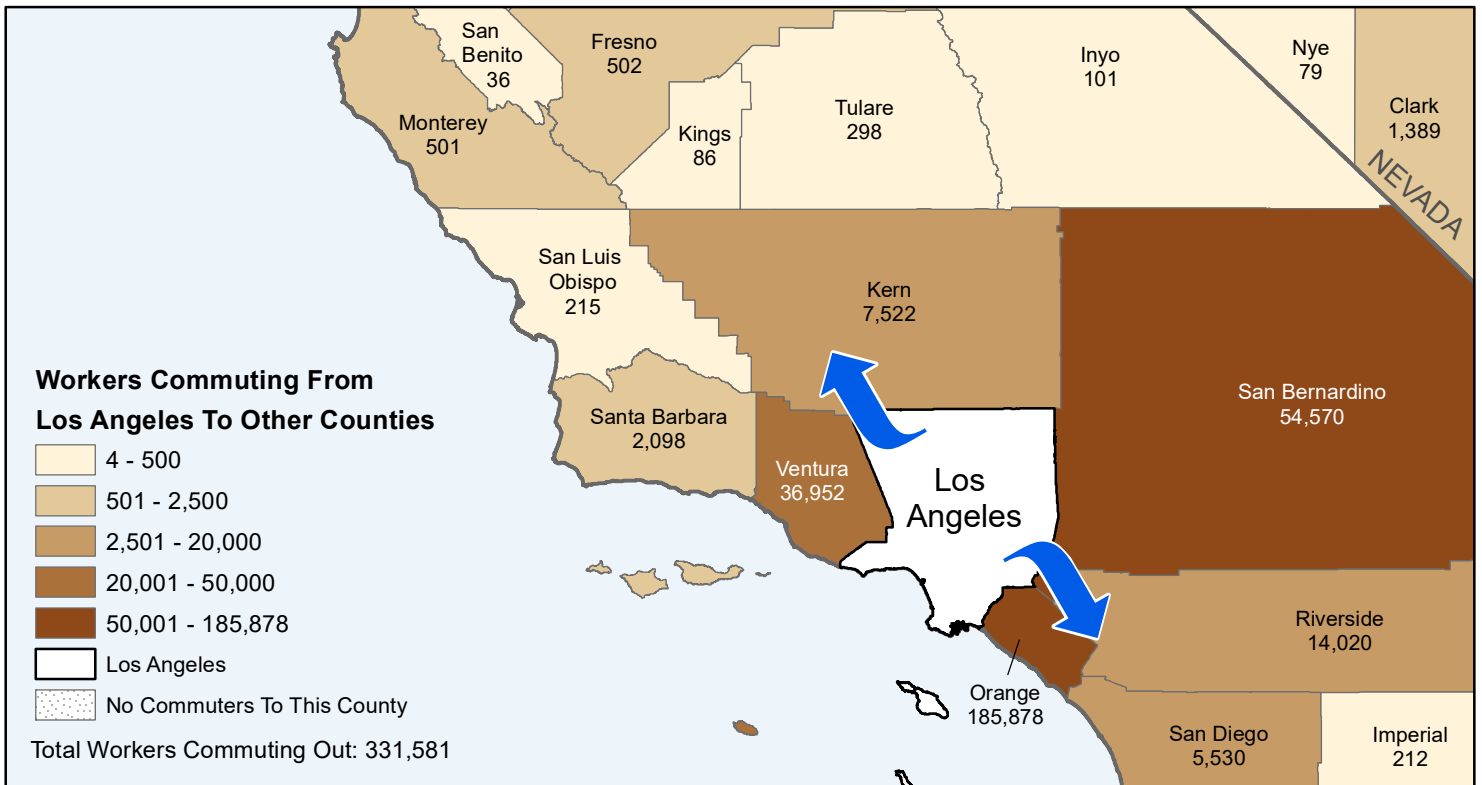 San
Benito
36
Fresno
502
Inyo
101
Nye
79
Clark
1,389
Monterey
501
Kings
86
Tulare
298
NEVADA
San Luis
Obispo
215
Kern
7,522
San Bernardino
54,570
Santa Barbara
2,098
Ventura
36,952
Los
Angeles
Riverside
14,020
Orange
185,878
San Diego
5,530
Imperial
212
Workers Commuting From
Los Angeles To Other Counties
4 - 500
501 - 2,500
2,501 - 20,000
20,001 - 50,000
50,001 - 185,878
Los Angeles
No Commuters To This County
Total Workers Commuting Out: 331,581